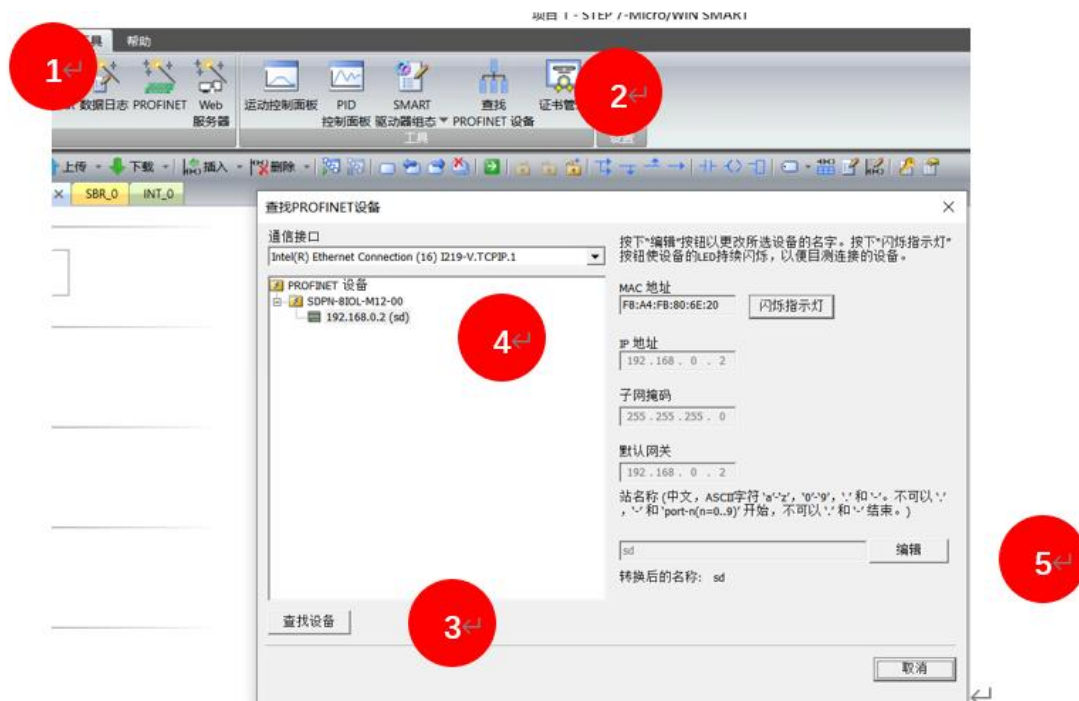 项目 1 - STEP 7-Micro/WIN SMART
工具 帮助
1
数据日志 PROFINET Web 服务器
运动控制面板 PID 控制面板 SMART 驱动器组态 查找 PROFINET 设备 证书管
2
工具
上传 下载 插入 删除
SBR_0 INT_0
查找PROFINET设备
通信接口
Intel(R) Ethernet Connection (16) I219-V.TCPIP.1
PROFINET 设备
SDPN-8IOL-M12-00
192.168.0.2 (sd)
4
查找设备
3
按下"编辑"按钮以更改所选设备的名字。按下"闪烁指示灯"
按钮使设备的LED持续闪烁，以便目测连接的设备。
MAC 地址
F8:A4:FB:80:6E:20 闪烁指示灯
IP 地址
192 . 168 . 0 . 2
子网掩码
255 . 255 . 255 . 0
默认网关
192 . 168 . 0 . 2
站名称 (中文，ASCII字符 'a'-'z'，'0'-'9'，'.' 和 '-'。不可以 '.'
，'-' 和 'port-n(n=0..9)' 开始，不可以 '.' 和 '-' 结束。)
sd 编辑
转换后的名称: sd
5
取消